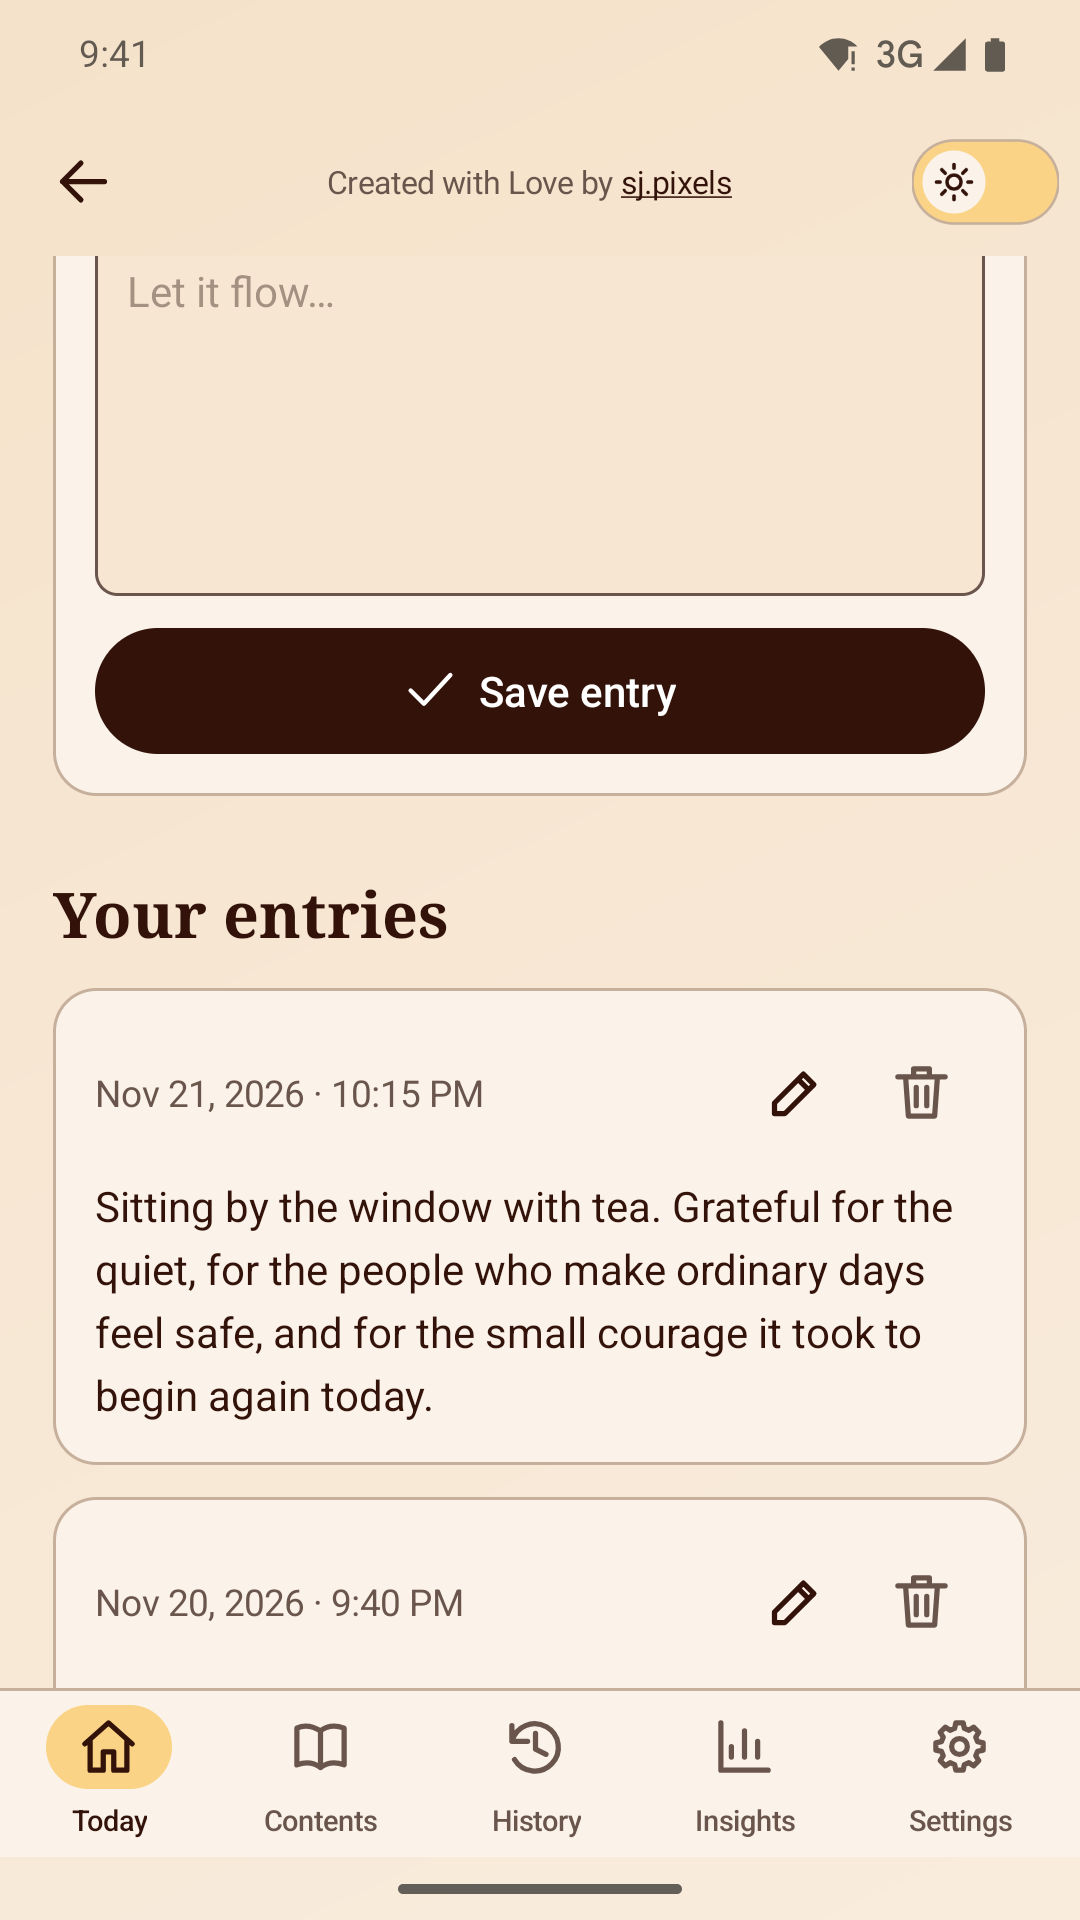 9:41
3G
Created with Love by sj.pixels
Let it flow...
Save entry
Your entries
Nov 21, 2026 · 10:15 PM
Sitting by the window with tea. Grateful for the
quiet, for the people who make ordinary days
feel safe, and for the small courage it took to
begin again today.
Nov 20, 2026 · 9:40 PM
Today
Contents
History
Insights
Settings